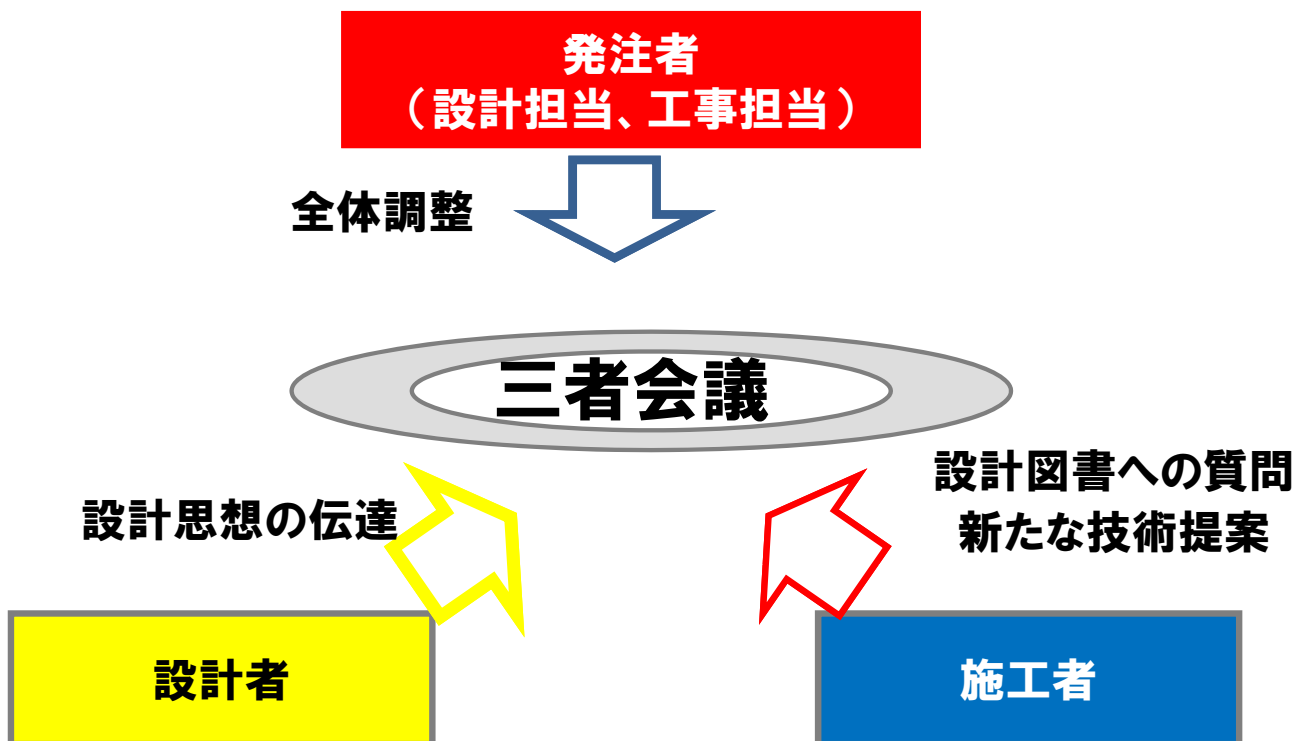 発注者
（設計担当、工事担当）
全体調整
三者会議
設計思想の伝達
設計図書への質問
新たな技術提案
設計者
施工者